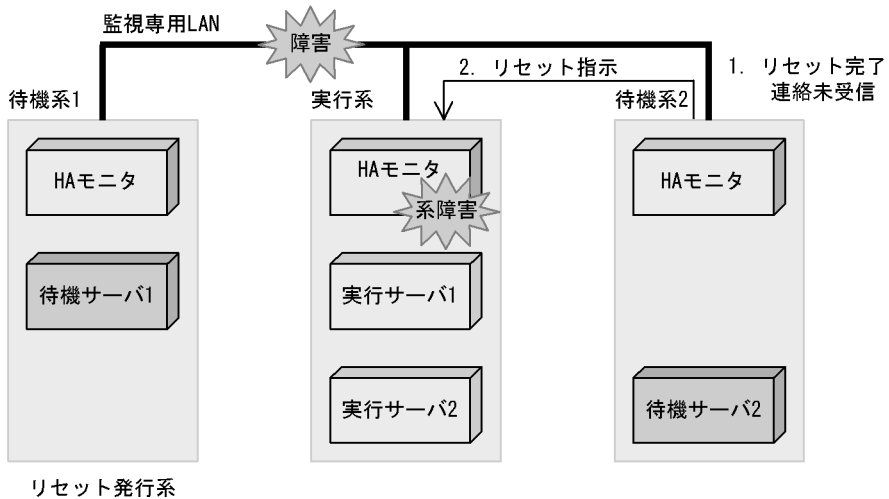 監視専用LAN
障害
2. リセット指示
1. リセット完了
連絡未受信
待機系1
実行系
待機系2
HAモニタ
HAモニタ
HAモニタ
系障害
待機サーバ1
実行サーバ1
実行サーバ2
待機サーバ2
リセット発行系